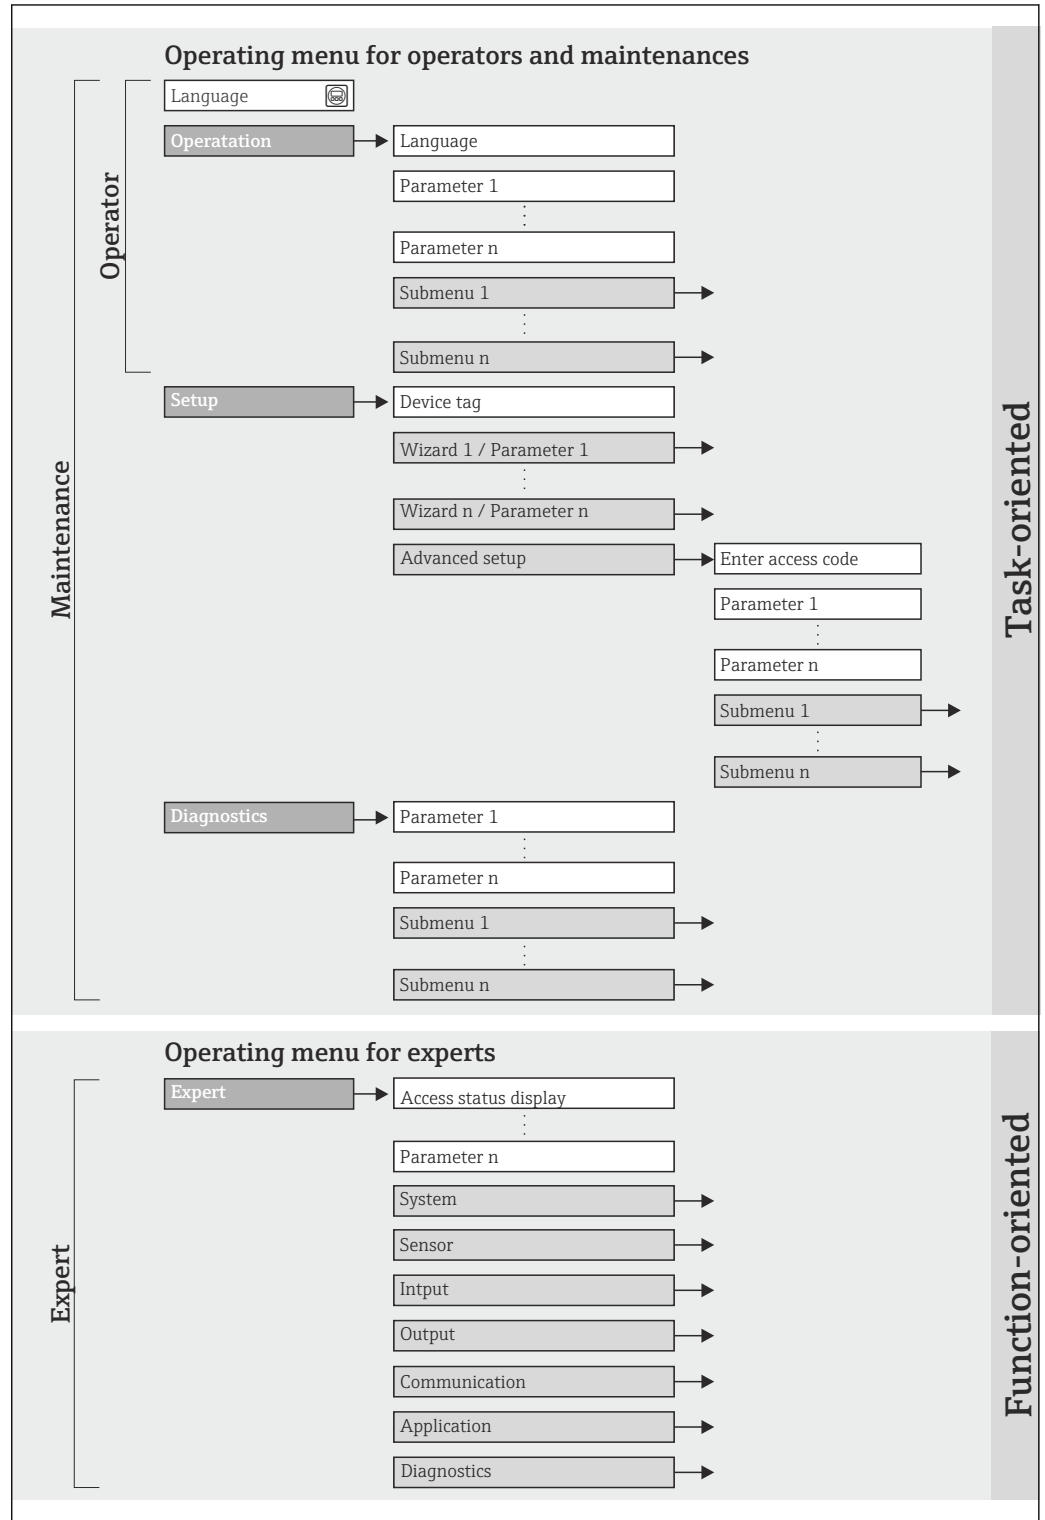 Operating menu for operators and maintenances
Language
Operatation
Language
Parameter 1
Parameter n
Submenu 1
Submenu n
Operator
Setup
Device tag
Wizard 1 / Parameter 1
Wizard n / Parameter n
Advanced setup
Enter access code
Parameter 1
Parameter n
Submenu 1
Submenu n
Maintenance
Diagnostics
Parameter 1
Parameter n
Submenu 1
Submenu n
Task-oriented
Operating menu for experts
Expert
Access status display
Parameter n
System
Sensor
Intput
Output
Communication
Application
Diagnostics
Expert
Function-oriented